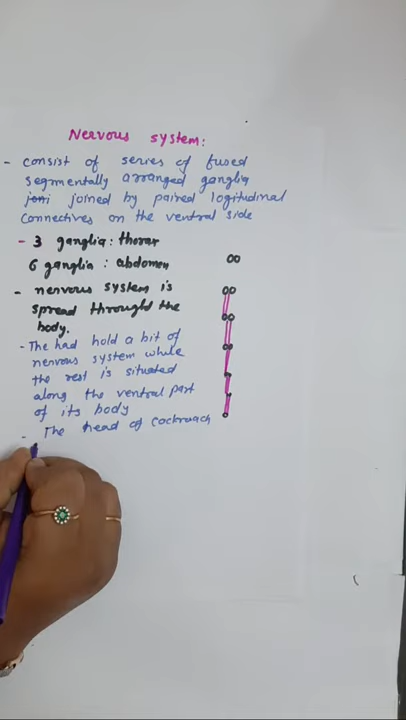 Nervous system:
- consist of series of fused
segmentally arranged ganglia
joni joined by paired logitudinal
connectives on the ventral side
- 3 ganglia: thorax
6 ganglia : abdomen
- nervous system is
spread throught the
body.
- The had hold a bit of
nervous system while
the rest is situated
along the ventral part
of its body
- The head of cockroach